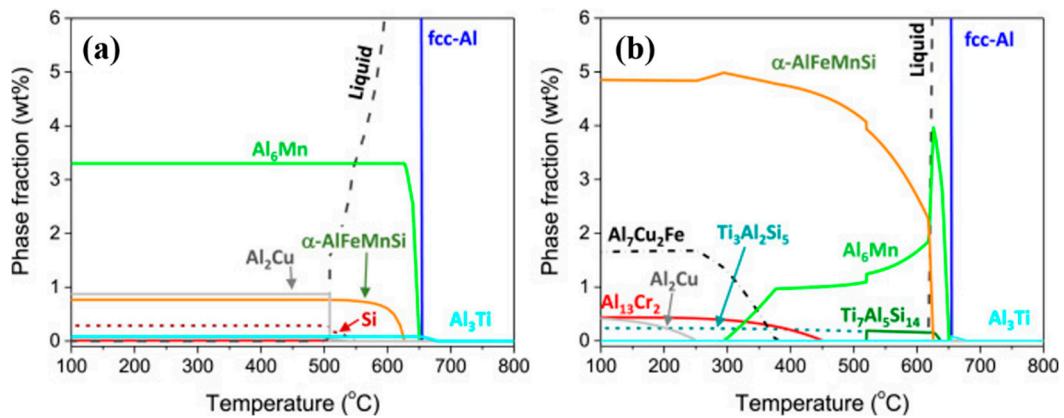 (a)
6
5
4
3
2
1
0
Phase fraction (wt%)
fcc-Al
Liquid
Al₆Mn
α-AlFeMnSi
Al₂Cu
Si
Al₃Ti
100 200 300 400 500 600 700 800
Temperature (°C)
(b)
6
5
4
3
2
1
0
Phase fraction (wt%)
Liquid
fcc-Al
α-AlFeMnSi
Al₇Cu₂Fe
Ti₃Al₂Si₅
Al₆Mn
Al₂Cu
Al₁₃Cr₂
Ti₇Al₅Si₁₄
Al₃Ti
100 200 300 400 500 600 700 800
Temperature (°C)